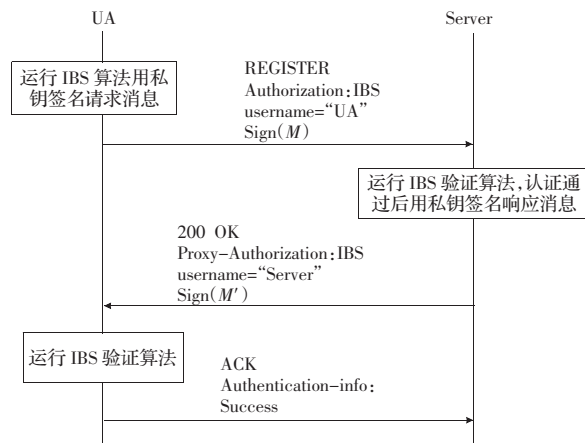 UA
Server
运行 IBS 算法用私
钥签名请求消息
REGISTER
Authorization:IBS
username=“UA”
Sign(M)
运行 IBS 验证算法,认证通
过后用私钥签名响应消息
200 OK
Proxy-Authorization:IBS
username=“Server”
Sign(M′)
运行 IBS 验证算法
ACK
Authentication-info:
Success